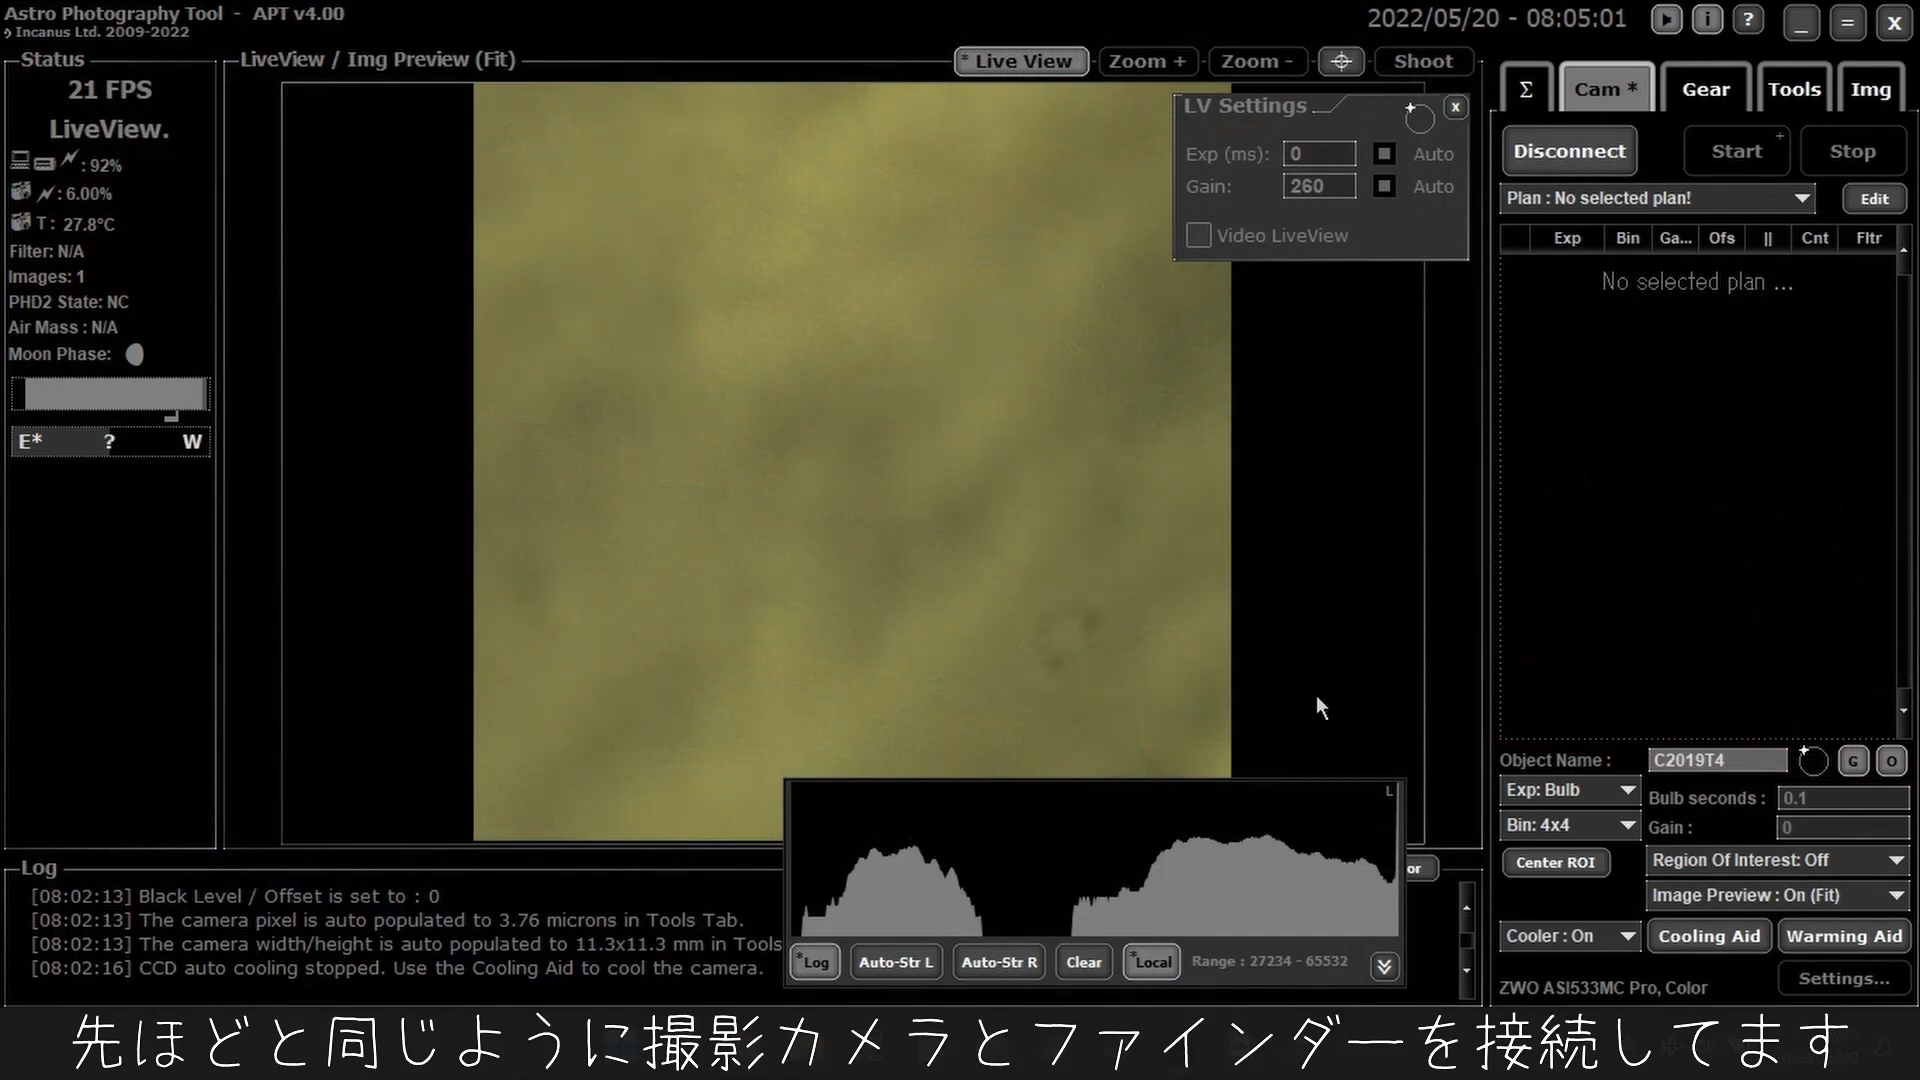 Astro Photography Tool - APT v4.00
Incanus Ltd. 2009-2022
2022/05/20 - 08:05:01
i
?
_
=
X
Status
21 FPS
LiveView.
: 92%
: 6.00%
T : 27.8°C
Filter: N/A
Images: 1
PHD2 State: NC
Air Mass : N/A
Moon Phase:
E* ? W
LiveView / Img Preview (Fit)
* Live View
Zoom +
Zoom -
Shoot
LV Settings
x
Exp (ms): 0 Auto
Gain: 260 Auto
Video LiveView
Σ
Cam *
Gear
Tools
Img
Disconnect
Start +
Stop
Plan : No selected plan!
Edit
Exp Bin Ga... Ofs || Cnt Fltr
No selected plan ...
Object Name : C2019T4 G O
Exp: Bulb
Bulb seconds : 0.1
Bin: 4x4
Gain : 0
Center ROI
Region Of Interest: Off
Image Preview : On (Fit)
Cooler : On
Cooling Aid
Warming Aid
ZWO ASI533MC Pro, Color
Settings...
Log
[08:02:13] Black Level / Offset is set to : 0
[08:02:13] The camera pixel is auto populated to 3.76 microns in Tools Tab.
[08:02:13] The camera width/height is auto populated to 11.3x11.3 mm in Tools
[08:02:16] CCD auto cooling stopped. Use the Cooling Aid to cool the camera.
L
or
*Log
Auto-Str L
Auto-Str R
Clear
*Local
Range : 27234 - 65532
先ほどと同じように撮影カメラとファインダーを接続してます